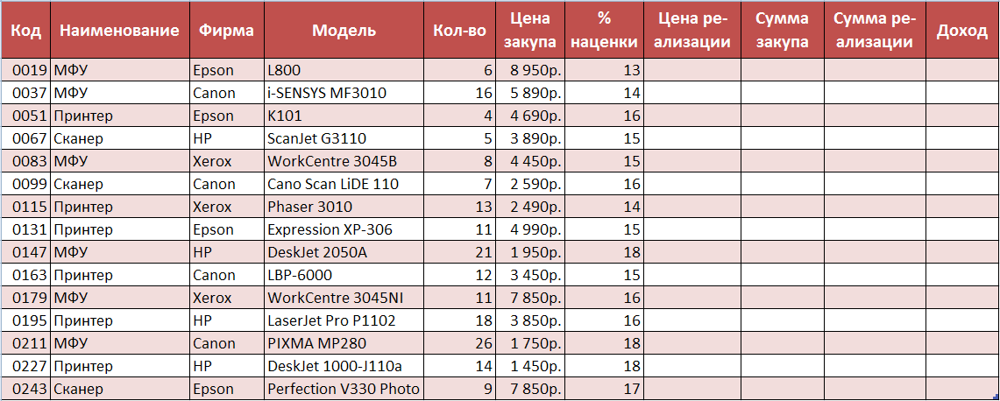 Код Наименование Фирма Модель Кол-во Цена закупа % наценки Цена ре-ализации Сумма закупа Сумма ре-ализации Доход
0019 МФУ Epson L800 6 8 950р. 13
0037 МФУ Canon i-SENSYS MF3010 16 5 890р. 14
0051 Принтер Epson K101 4 4 690р. 16
0067 Сканер HP ScanJet G3110 5 3 890р. 15
0083 МФУ Xerox WorkCentre 3045B 8 4 450р. 15
0099 Сканер Canon Cano Scan LiDE 110 7 2 590р. 16
0115 Принтер Xerox Phaser 3010 13 2 490р. 14
0131 Принтер Epson Expression XP-306 11 4 990р. 15
0147 МФУ HP DeskJet 2050A 21 1 950р. 18
0163 Принтер Canon LBP-6000 12 3 450р. 15
0179 МФУ Xerox WorkCentre 3045NI 11 7 850р. 16
0195 Принтер HP LaserJet Pro P1102 18 3 850р. 16
0211 МФУ Canon PIXMA MP280 26 1 750р. 18
0227 Принтер HP DeskJet 1000-J110a 14 1 450р. 18
0243 Сканер Epson Perfection V330 Photo 9 7 850р. 17